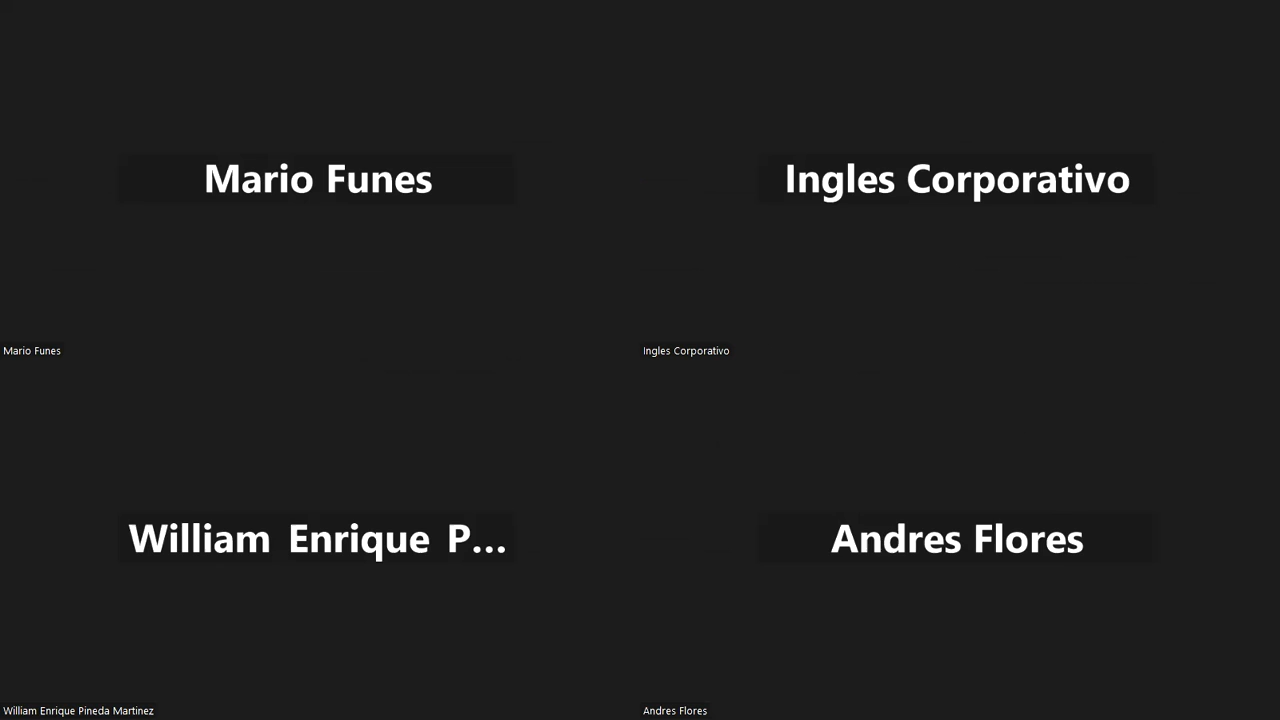 Mario Funes
Ingles Corporativo
Mario Funes
Ingles Corporativo
William Enrique P...
Andres Flores
William Enrique Pineda Martinez
Andres Flores